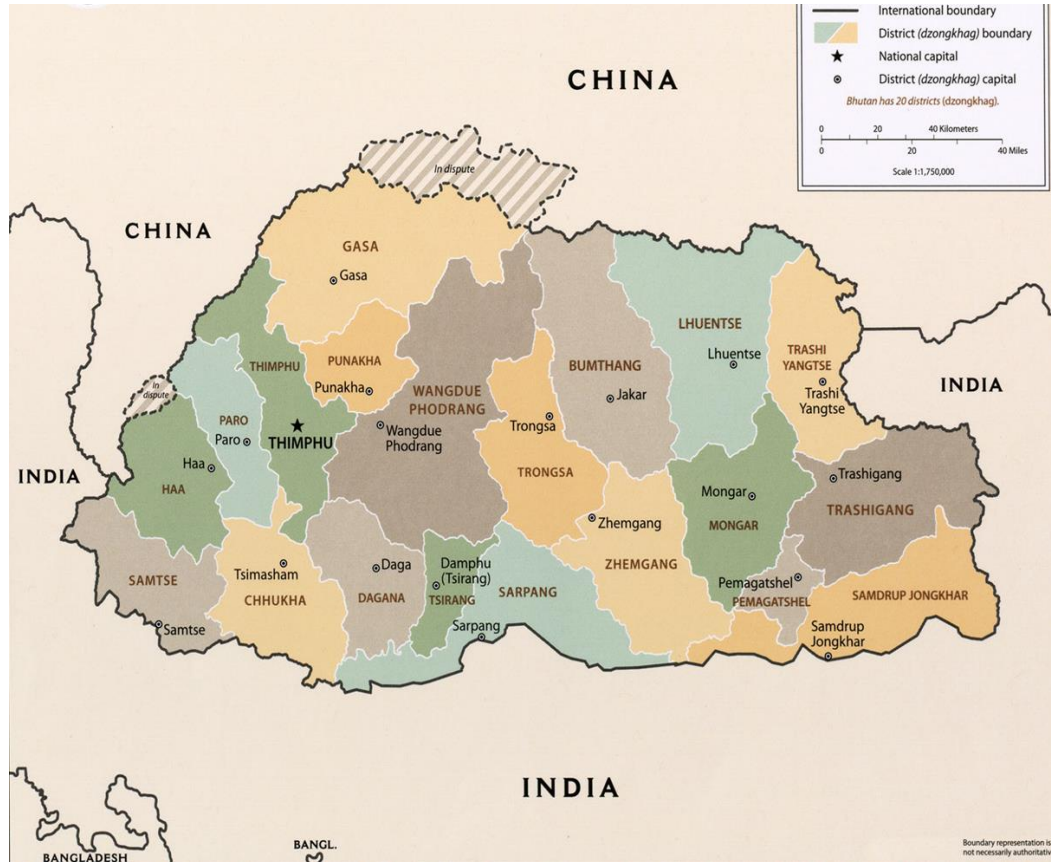 International boundary
District (dzongkhag) boundary
National capital
District (dzongkhag) capital
Bhutan has 20 districts (dzongkhag).
0 20 40 Kilometers
0 20 40 Miles
Scale 1:1,750,000
CHINA
In dispute
CHINA
GASA
Gasa
LHUENTSE
Lhuentse
TRASHI
YANGTSE
Trashi
Yangtse
THIMPHU
PUNAKHA
Punakha
BUMTHANG
Jakar
INDIA
In
dispute
WANGDUE
PHODRANG
Wangdue
Phodrang
PARO
Paro
THIMPHU
Trongsa
TRONGSA
Haa
HAA
INDIA
Mongar
MONGAR
Trashigang
TRASHIGANG
Zhemgang
ZHEMGANG
SAMTSE
Samtse
Tsimasham
CHHUKHA
Daga
DAGANA
Damphu
(Tsirang)
TSIRANG
SARPANG
Sarpang
Pemagatshel
PEMAGATSHEL
SAMDRUP JONGKHAR
Samdrup
Jongkhar
INDIA
BANGLADESH
BANGL.
Boundary representation is
not necessarily